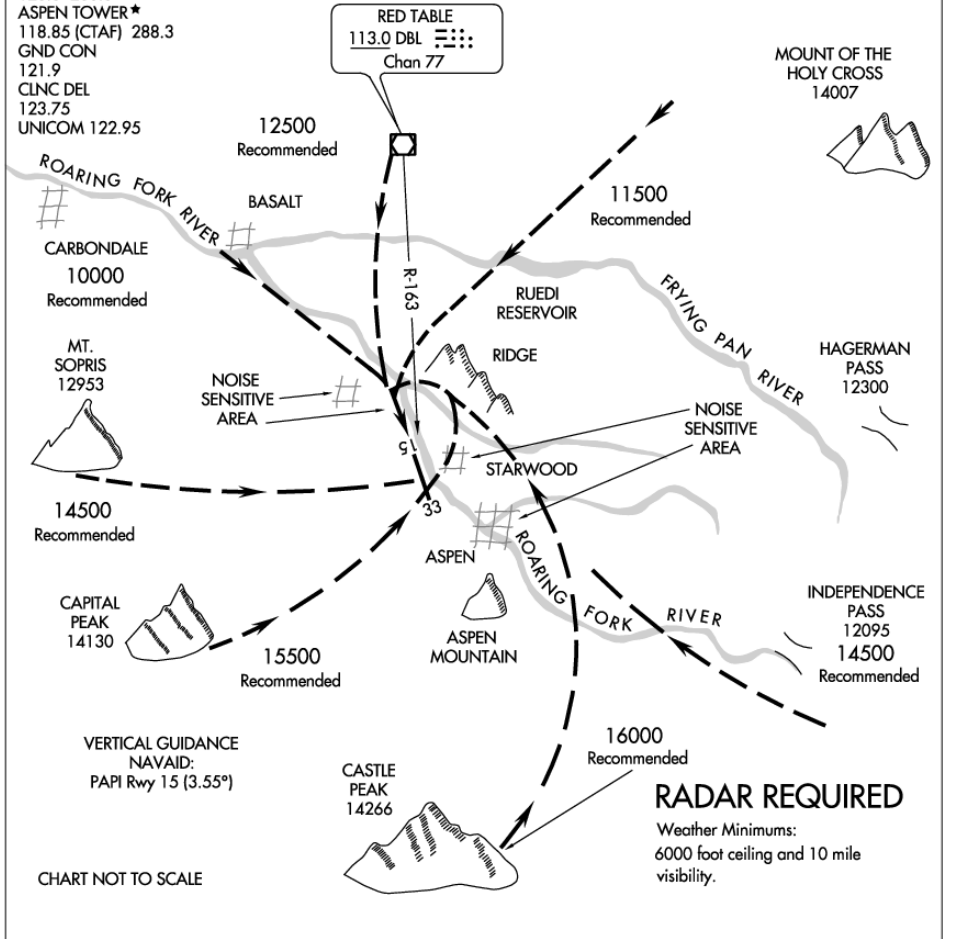 ASPEN TOWER★
118.85 (CTAF) 288.3
GND CON
121.9
CLNC DEL
123.75
UNICOM 122.95
RED TABLE
113.0 DBL
Chan 77
MOUNT OF THE
HOLY CROSS
14007
12500
Recommended
ROARING FORK RIVER
BASALT
11500
Recommended
CARBONDALE
10000
Recommended
R-163
RUEDI
RESERVOIR
FRYING PAN RIVER
MT.
SOPRIS
12953
RIDGE
HAGERMAN
PASS
12300
NOISE
SENSITIVE
AREA
NOISE
SENSITIVE
AREA
15
STARWOOD
33
14500
Recommended
ASPEN
ROARING FORK RIVER
CAPITAL
PEAK
14130
ASPEN
MOUNTAIN
INDEPENDENCE
PASS
12095
14500
Recommended
15500
Recommended
VERTICAL GUIDANCE
NAVAID:
PAPI Rwy 15 (3.55°)
CASTLE
PEAK
14266
16000
Recommended
RADAR REQUIRED
Weather Minimums:
6000 foot ceiling and 10 mile
visibility.
CHART NOT TO SCALE